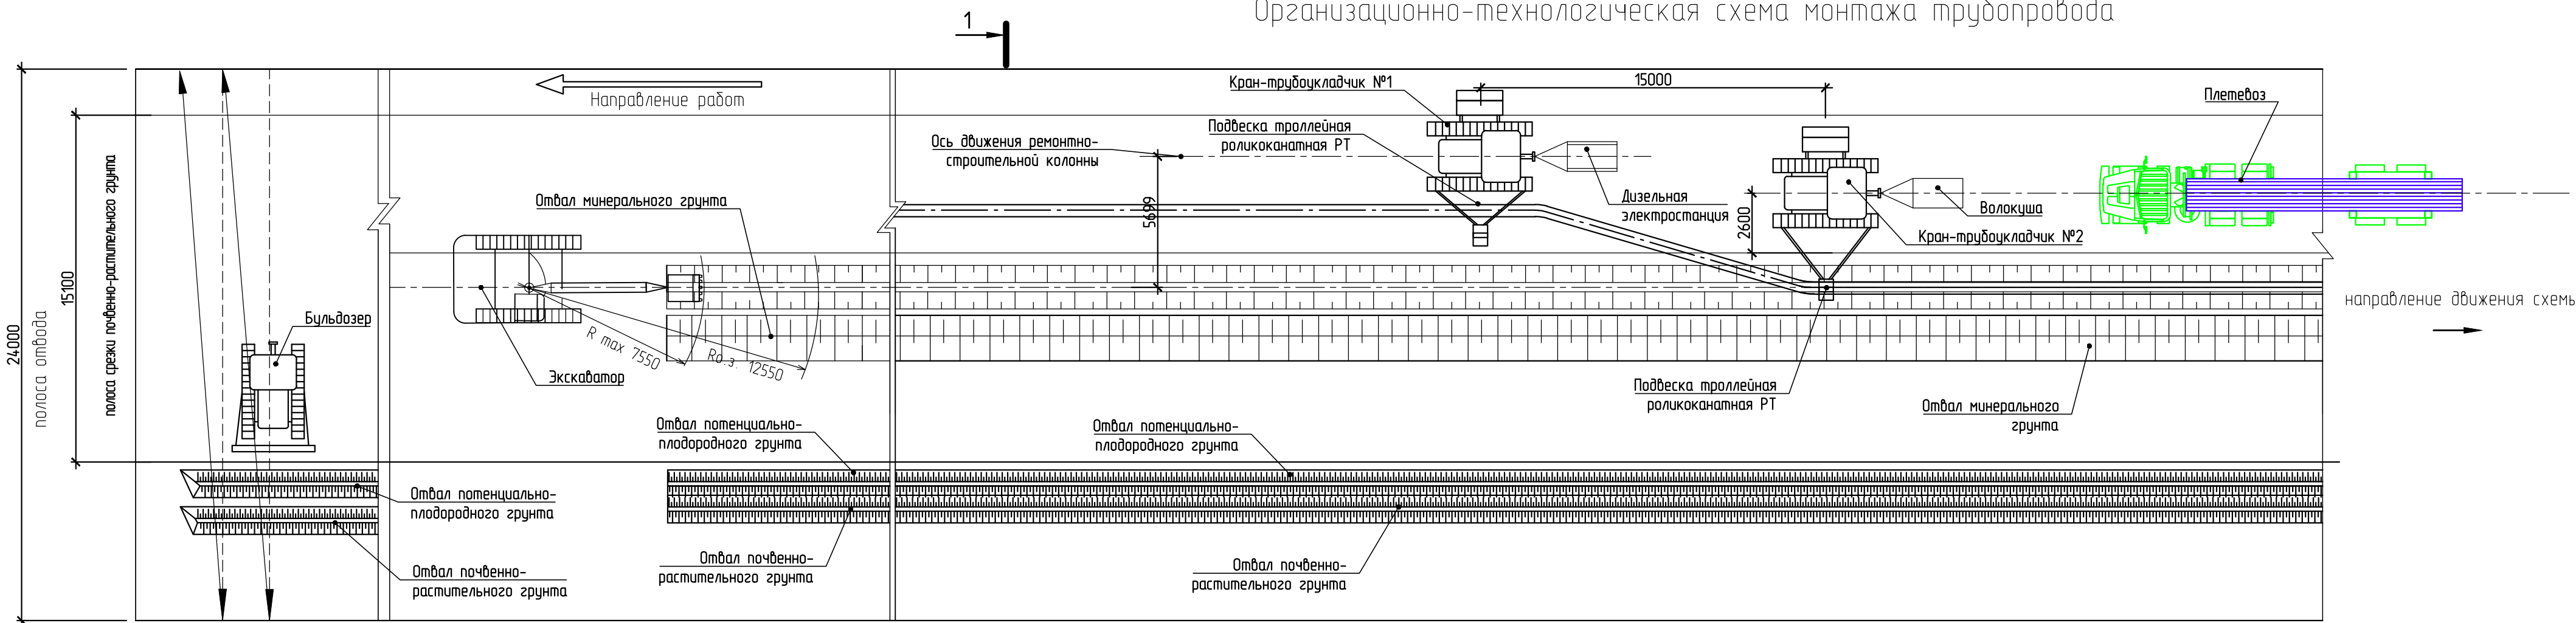 Организационно-технологическая схема монтажа трубопровода
1
Направление работ
Кран-трубоукладчик №1
15000
Плетевоз
Подвеска троллейная
роликоканатная РТ
Ось движения ремонтно-
строительной колонны
Дизельная
электростанция
Волокуша
Кран-трубоукладчик №2
Отвал минерального грунта
5699
2600
24000
полоса отвода
15100
полоса срезки почвенно-растительного грунта
Бульдозер
Экскаватор
R max 7550
Rо.з. 12550
направление движения схемы
Подвеска троллейная
роликоканатная РТ
Отвал минерального
грунта
Отвал потенциально-
плодородного грунта
Отвал потенциально-
плодородного грунта
Отвал потенциально-
плодородного грунта
Отвал почвенно-
растительного грунта
Отвал почвенно-
растительного грунта
Отвал почвенно-
растительного грунта